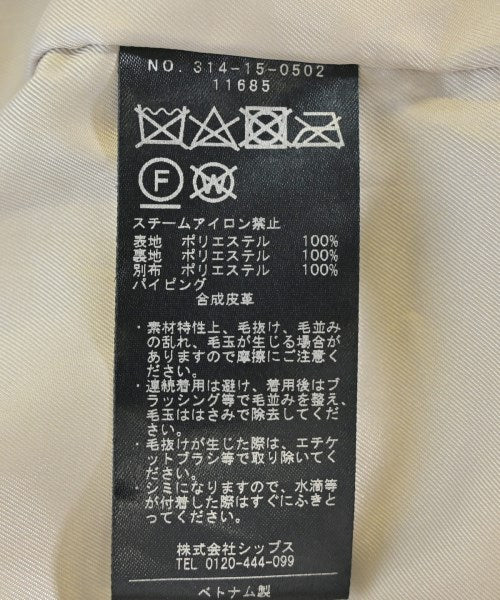 NO. 314-15-0502
11685
F W
スチームアイロン禁止
表地 ポリエステル 100%
裏地 ポリエステル 100%
別布 ポリエステル 100%
パイピング
合成皮革
・素材特性上、毛抜け、毛並み
の乱れ、毛玉が生じる場合が
ありますので摩擦にご注意く
ださい。
・連続着用は避け、着用後はブ
ラッシング等で毛並みを整え、
毛玉ははさみで除去してくだ
さい。
・毛抜けが生じた際は、エチケ
ットブラシ等で取り除いてく
ださい。
・シミになりますので、水滴等
が付着した際はすぐにふきと
ってください。
株式会社シップス
TEL 0120-444-099
ベトナム製